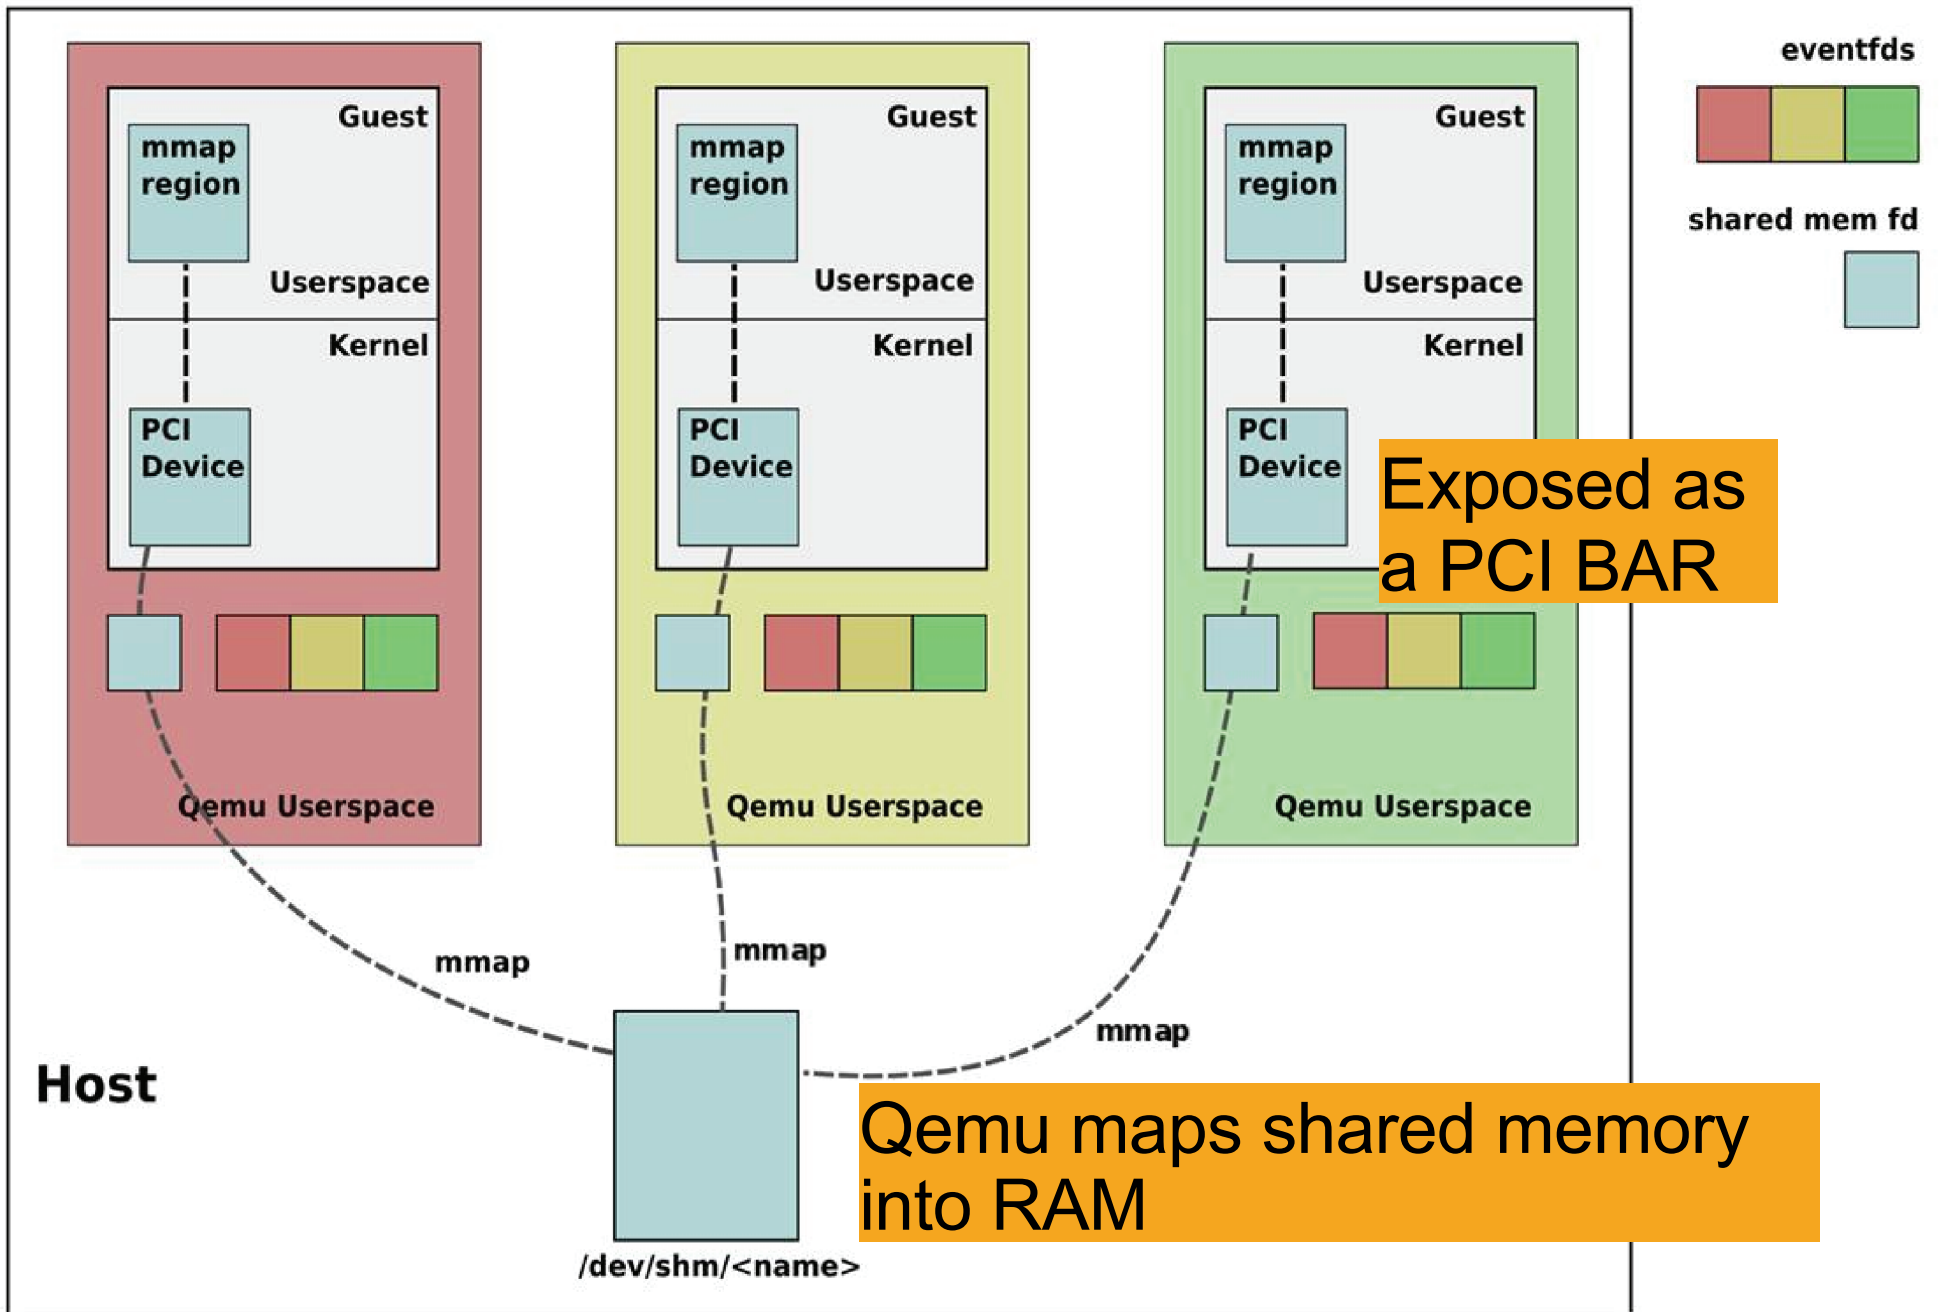 eventfds
shared mem fd
Guest
mmap
region
Userspace
Kernel
PCI
Device
Qemu Userspace
Guest
mmap
region
Userspace
Kernel
PCI
Device
Qemu Userspace
Guest
mmap
region
Userspace
Kernel
PCI
Device
Exposed as
a PCI BAR
Qemu Userspace
mmap
mmap
mmap
Host
Qemu maps shared memory
into RAM
/dev/shm/<name>